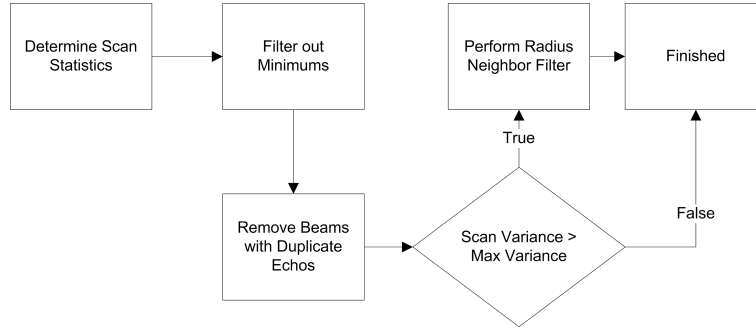 Determine Scan
Statistics
Filter out
Minimums
Perform Radius
Neighbor Filter
Finished
True
Remove Beams
with Duplicate
Echos
Scan Variance >
Max Variance
False